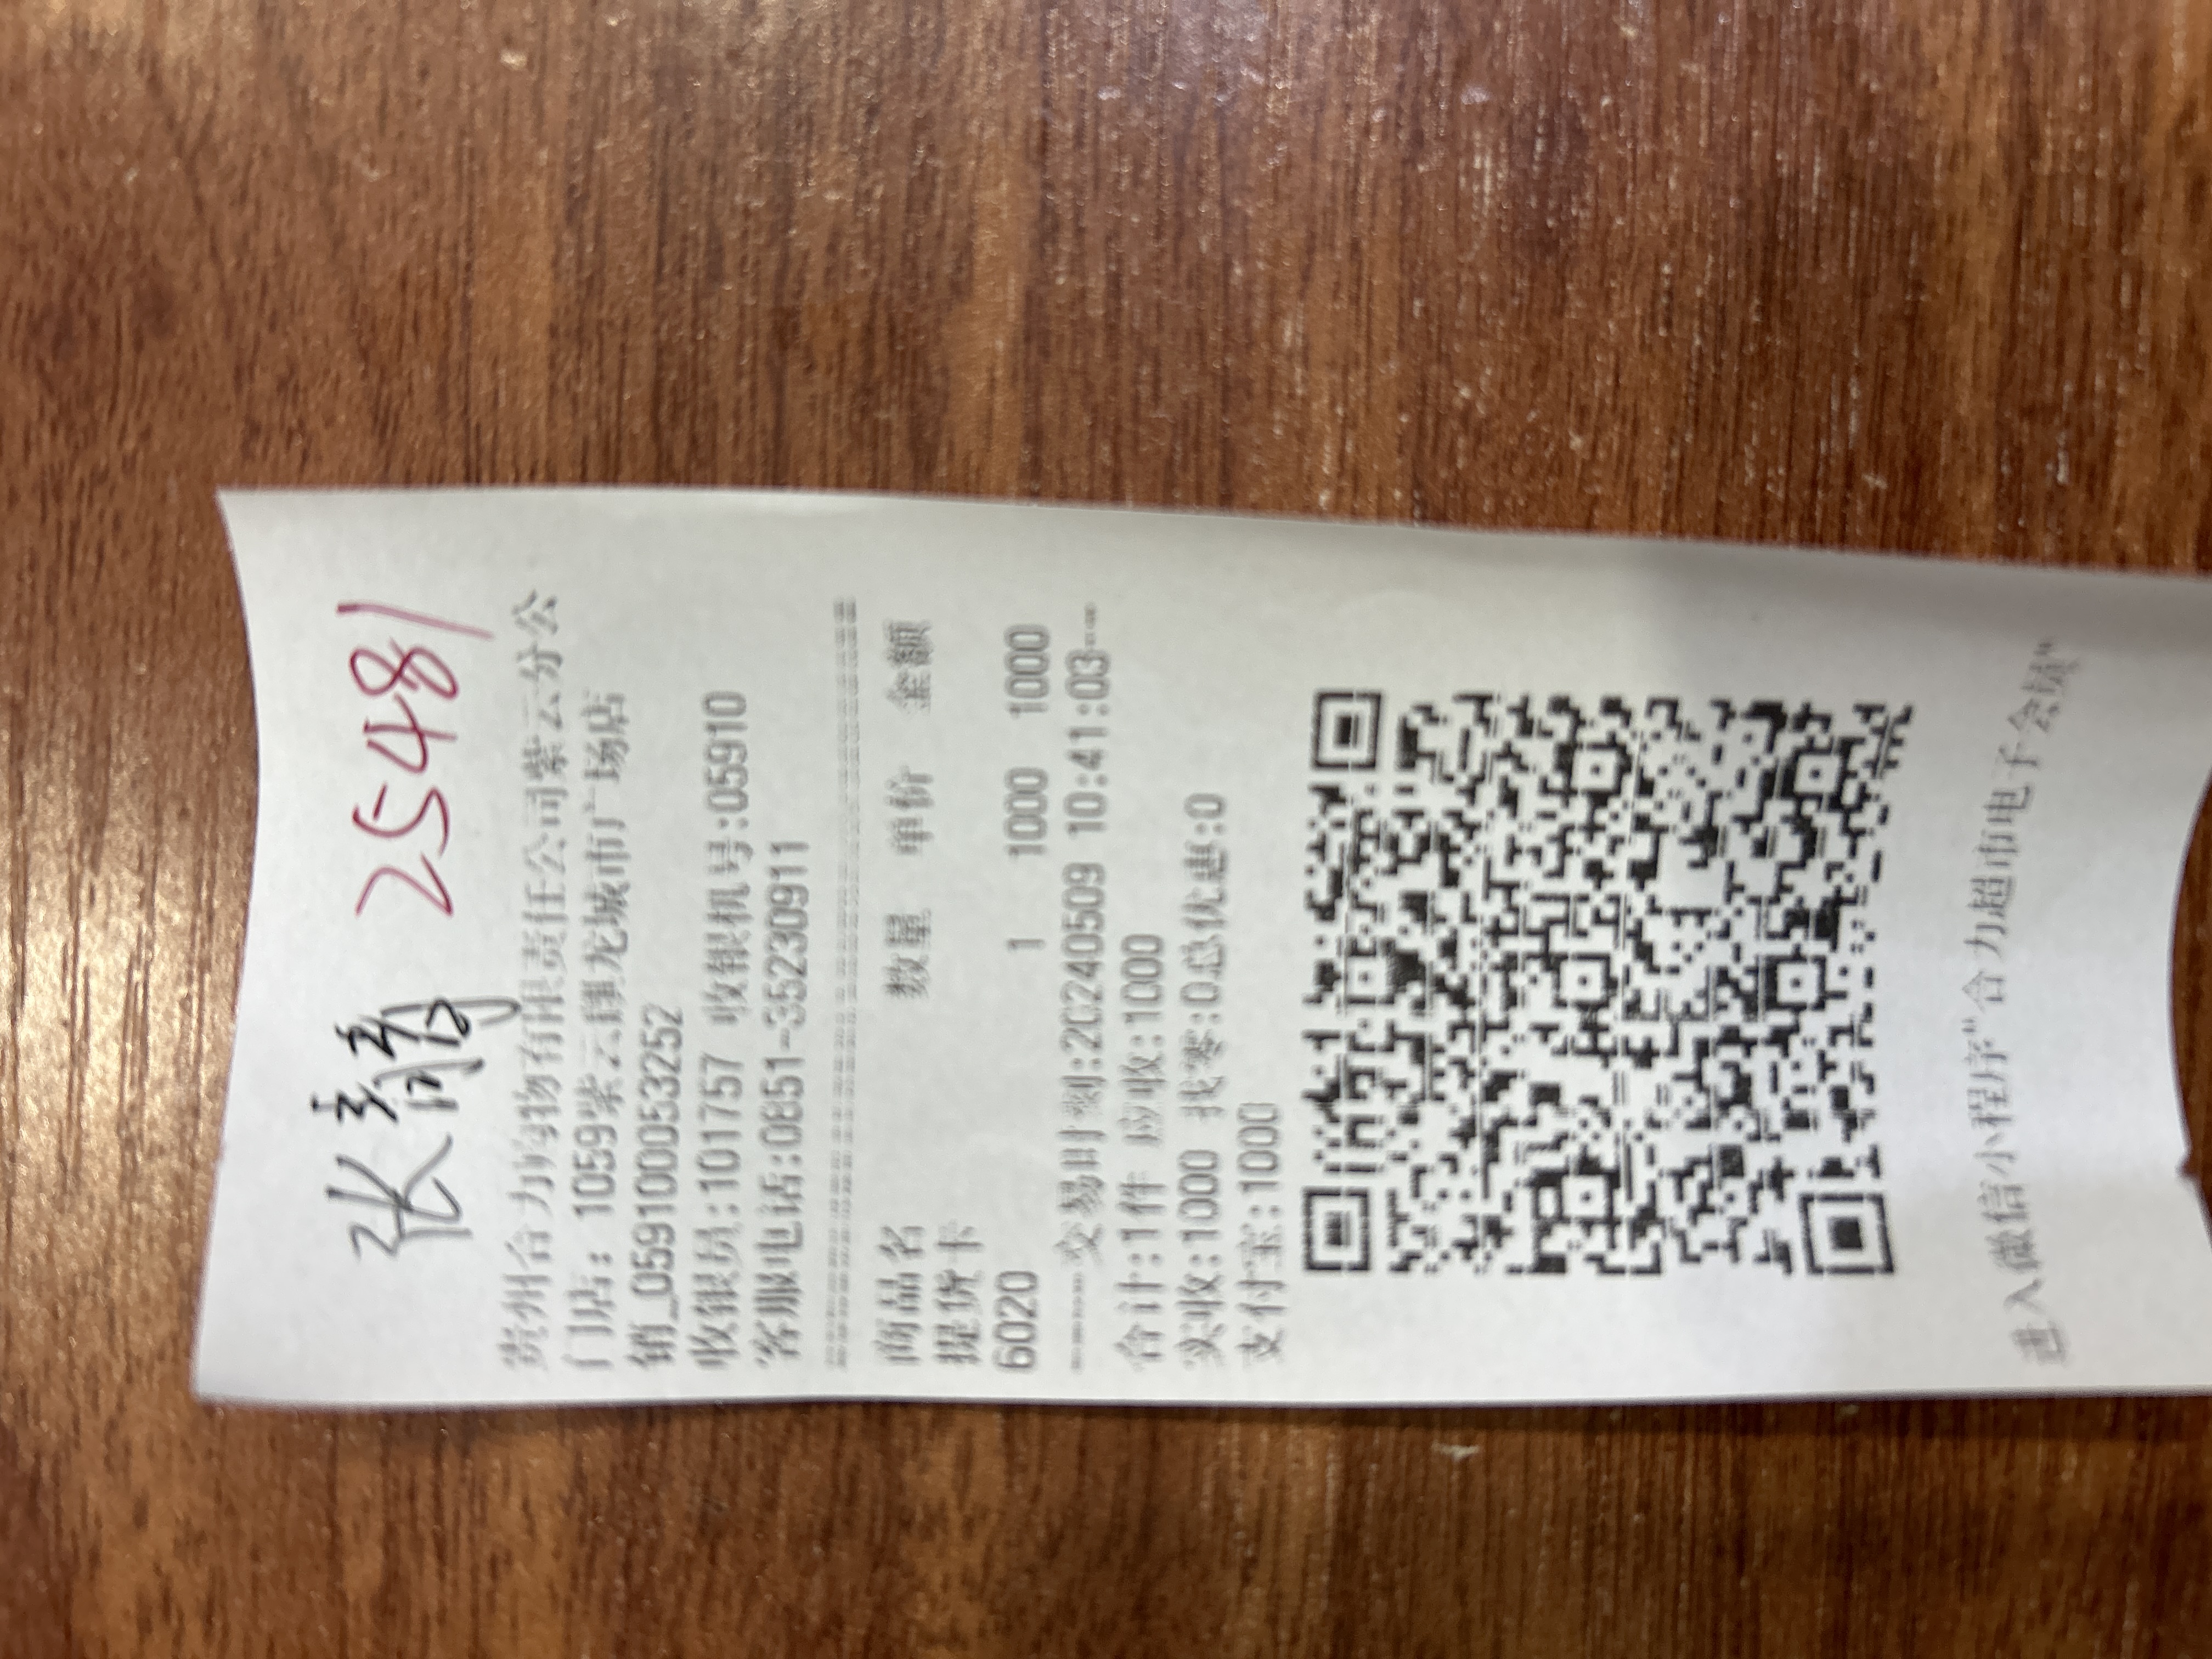 张 25481
贵州合力购物有限责任公司紫云分公
门店: 1059紫云骐龙城市广场店
销_0591000053252
收银员:101757 收银机号:05910
客服电话:0851-35230911
商品名 数量 单价 金额
提货卡
6020 1 1000 1000
交易时间:20240509 10:41:03
合计:1件 应收:1000
实收:1000 找零:0总优惠:0
支付宝:1000
进入微信小程序"合力超市电子会员"